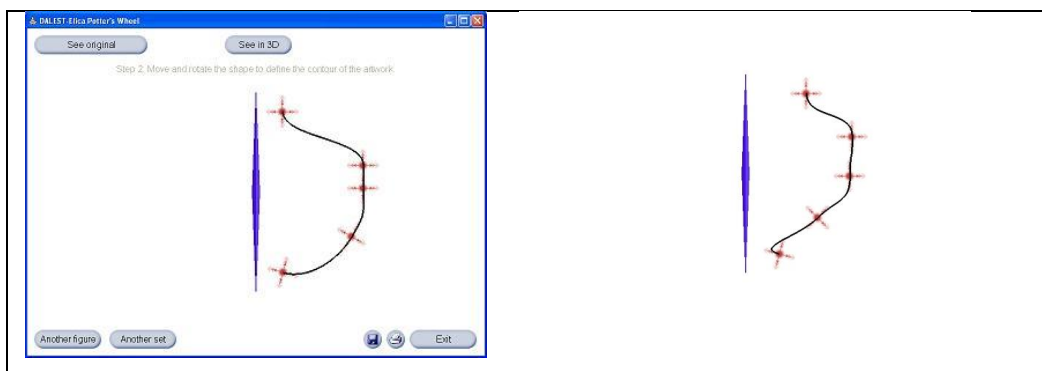 DALEST-Elica Potter's Wheel
See original
See in 3D
Step 2. Move and rotate the shape to define the contour of the artwork
Another figure
Another set
Exit